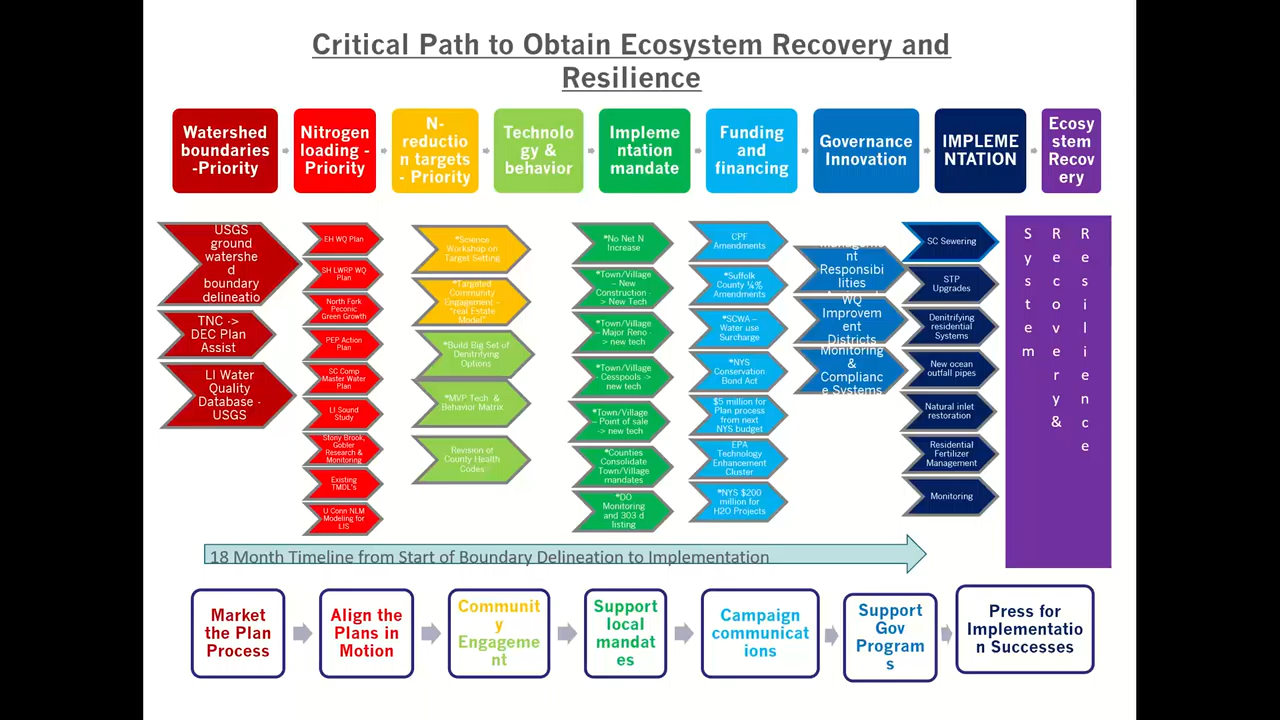 Critical Path to Obtain Ecosystem Recovery and
Resilience
Watershed
boundaries
-Priority
Nitrogen
loading -
Priority
N-
reductio
n targets
- Priority
Technolo
gy &
behavior
Impleme
ntation
mandate
Funding
and
financing
Governance
Innovation
IMPLEME
NTATION
Ecosy
stem
Recov
ery
USGS
ground
watershe
d
boundary
delineatio
TNC ->
DEC Plan
Assist
LI Water
Quality
Database -
USGS
EH WQ Plan
SH LWRP WQ
Plan
North Fork
Peconic
Green Growth
PEP Action
Plan
SC Comp
Master Water
Plan
LI Sound
Study
Stony Brook,
Gobler
Research &
Monitoring
Existing
TMDL's
U Conn NLM
Modeling for
LIS
*Science
Workshop on
Target Setting
*Targeted
Community
Engagement –
"real Estate
Model"
*Build Big Set of
Denitrifying
Options
*MVP Tech &
Behavior Matrix
Revision of
County Health
Codes
*No Net N
Increase
*Town/Village
– New
Construction -
> New Tech
*Town/Village
– Major Reno -
> new tech
*Town/Village
– Cesspools ->
new tech
*Town/Village
– Point of sale
-> new tech
*Counties
Consolidate
Town/Village
mandates
*DO
Monitoring
and 303 d
listing
CPF
Amendments
*Suffolk
County ¼%
Amendments
*SCWA –
Water use
Surcharge
*NYS
Conservation
Bond Act
$5 million for
Plan process
from next
NYS budget
EPA
Technology
Enhancement
Cluster
*NYS $200
million for
H2O Projects
nt
Responsibi
lities
WQ
Improvem
ent
Districts
Monitoring
&
Complianc
e Systems
SC Sewering
STP
Upgrades
Denitrifying
residential
Systems
New ocean
outfall pipes
Natural inlet
restoration
Residential
Fertilizer
Management
Monitoring
System
Recovery &
Resilience
18 Month Timeline from Start of Boundary Delineation to Implementation
Market
the Plan
Process
Align the
Plans in
Motion
Communit
y
Engageme
nt
Support
local
mandat
es
Campaign
communicat
ions
Support
Gov
Program
s
Press for
Implementatio
n Successes